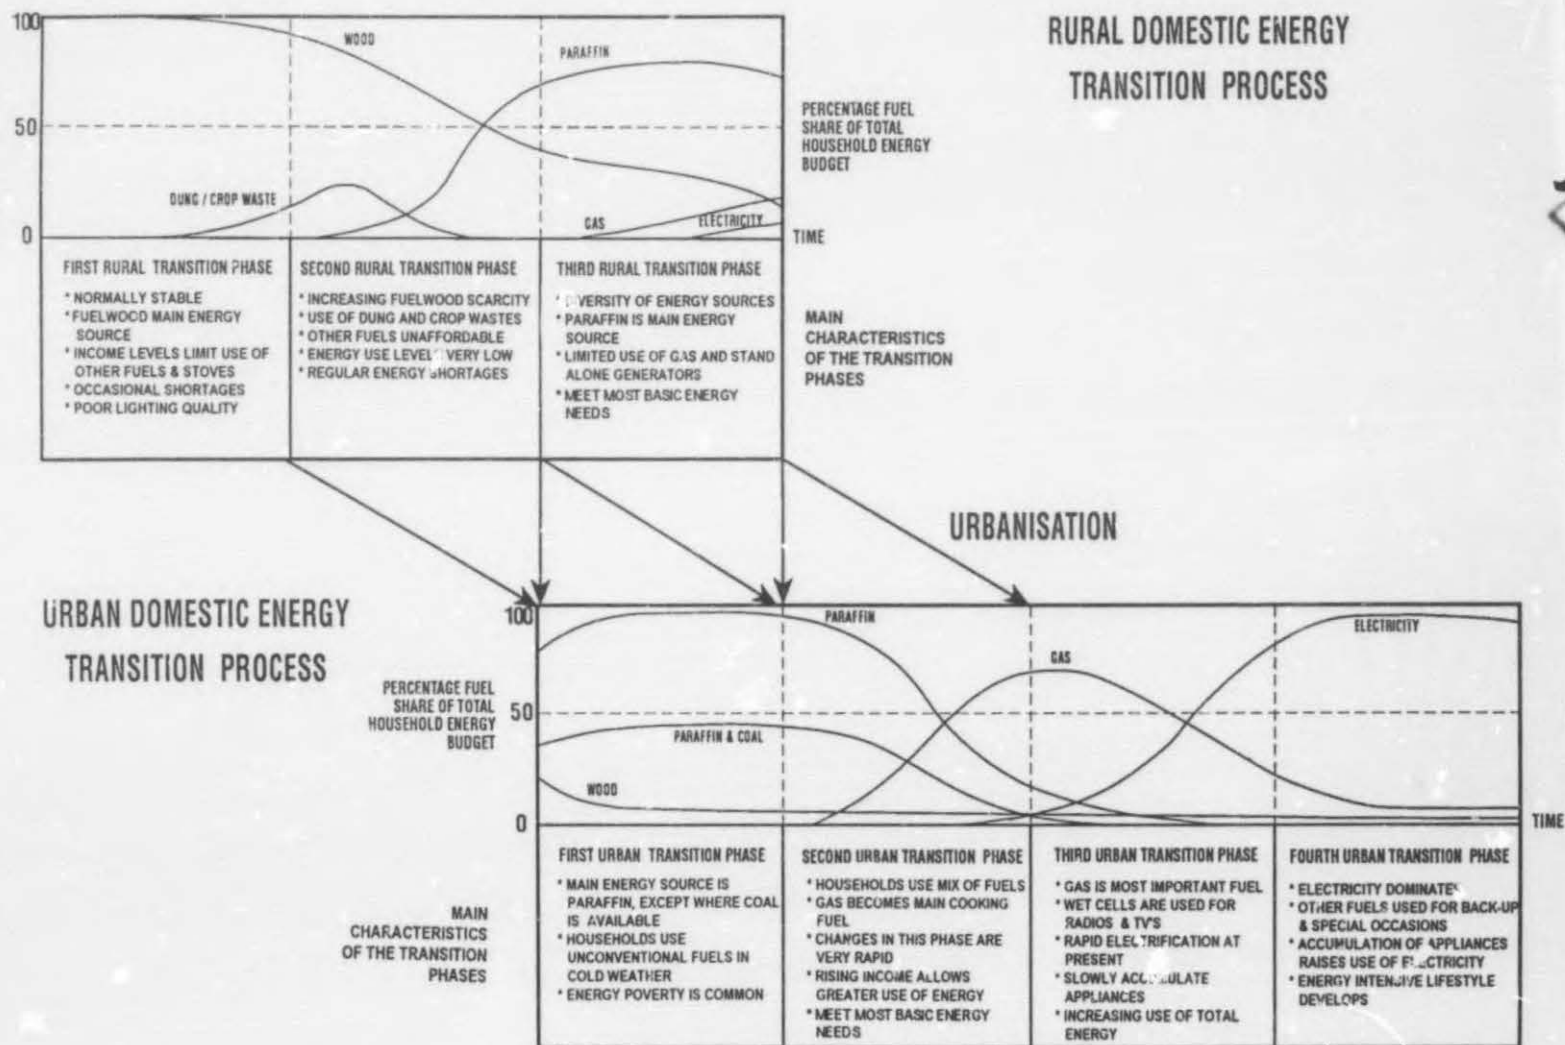 RURAL DOMESTIC ENERGY
TRANSITION PROCESS
100
50
0
WOOD
PARAFFIN
DUNG / CROP WASTE
GAS
ELECTRICITY
TIME
PERCENTAGE FUEL
SHARE OF TOTAL
HOUSEHOLD ENERGY
BUDGET
FIRST RURAL TRANSITION PHASE
* NORMALLY STABLE
* FUELWOOD MAIN ENERGY
SOURCE
* INCOME LEVELS LIMIT USE OF
OTHER FUELS & STOVES
* OCCASIONAL SHORTAGES
* POOR LIGHTING QUALITY
SECOND RURAL TRANSITION PHASE
* INCREASING FUELWOOD SCARCITY
* USE OF DUNG AND CROP WASTES
* OTHER FUELS UNAFFORDABLE
* ENERGY USE LEVELS VERY LOW
* REGULAR ENERGY SHORTAGES
THIRD RURAL TRANSITION PHASE
* DIVERSITY OF ENERGY SOURCES
* PARAFFIN IS MAIN ENERGY
SOURCE
* LIMITED USE OF GAS AND STAND
ALONE GENERATORS
* MEET MOST BASIC ENERGY
NEEDS
MAIN
CHARACTERISTICS
OF THE TRANSITION
PHASES
URBANISATION
URBAN DOMESTIC ENERGY
TRANSITION PROCESS
PERCENTAGE FUEL
SHARE OF TOTAL
HOUSEHOLD ENERGY
BUDGET
100
50
0
PARAFFIN
ELECTRICITY
GAS
PARAFFIN & COAL
WOOD
TIME
MAIN
CHARACTERISTICS
OF THE TRANSITION
PHASES
FIRST URBAN TRANSITION PHASE
* MAIN ENERGY SOURCE IS
PARAFFIN, EXCEPT WHERE COAL
IS AVAILABLE
* HOUSEHOLDS USE
UNCONVENTIONAL FUELS IN
COLD WEATHER
* ENERGY POVERTY IS COMMON
SECOND URBAN TRANSITION PHASE
* HOUSEHOLDS USE MIX OF FUELS
* GAS BECOMES MAIN COOKING
FUEL
* CHANGES IN THIS PHASE ARE
VERY RAPID
* RISING INCOME ALLOWS
GREATER USE OF ENERGY
* MEET MOST BASIC ENERGY
NEEDS
THIRD URBAN TRANSITION PHASE
* GAS IS MOST IMPORTANT FUEL
* WET CELLS ARE USED FOR
RADIOS & TV'S
* RAPID ELECTRIFICATION AT
PRESENT
* SLOWLY ACCUMULATE
APPLIANCES
* INCREASING USE OF TOTAL
ENERGY
FOURTH URBAN TRANSITION PHASE
* ELECTRICITY DOMINATES
* OTHER FUELS USED FOR BACK-UP
& SPECIAL OCCASIONS
* ACCUMULATION OF APPLIANCES
RAISES USE OF ELECTRICITY
* ENERGY INTENSIVE LIFESTYLE
DEVELOPS